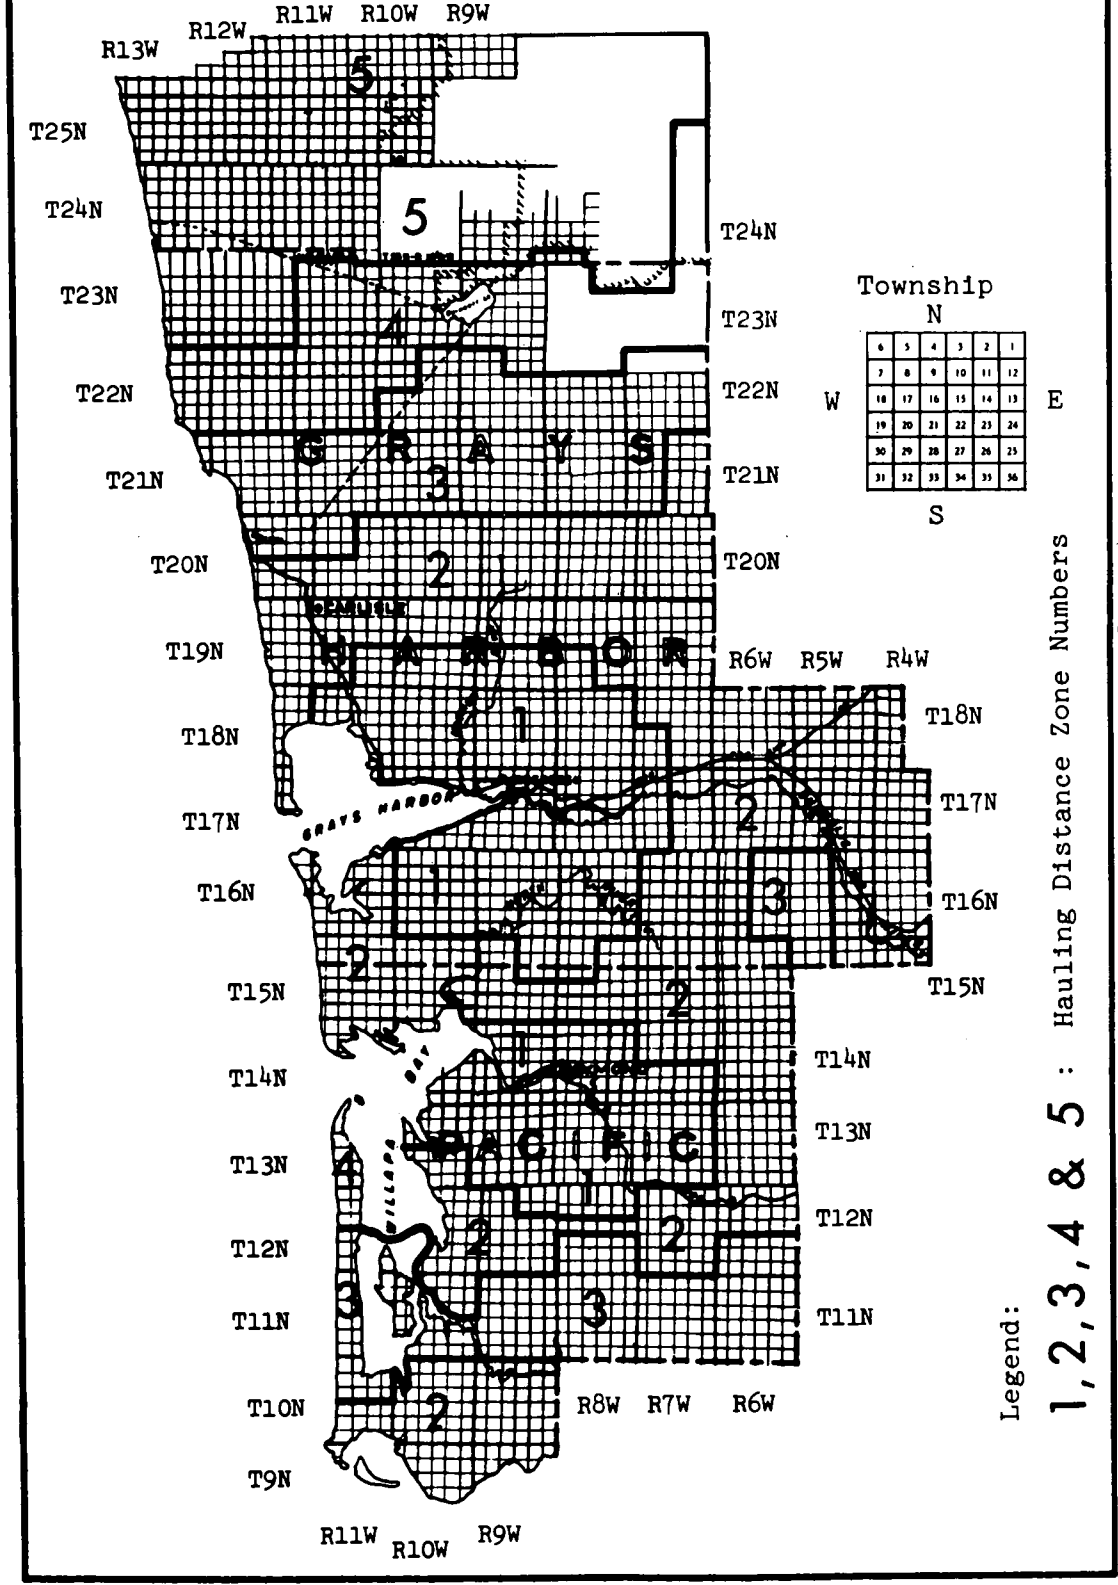 R13W R12W R11W R10W R9W
5
T25N
T24N
5
T24N
T23N
4
T23N
T22N
T22N
G R A Y S
T21N
3
T21N
T20N
2
T20N
CARLISLE
T19N
H A R B O R
R6W R5W R4W
T18N
1
T18N
GRAYS HARBOR
T17N
2
T17N
T16N
1
3
T16N
2
T15N
2
T15N
1
T14N
BAY
T14N
T13N
4
WILLAPA
P A C I F I C
T13N
1
T12N
2
2
T12N
T11N
3
3
T11N
T10N
2
R8W R7W R6W
T9N
R11W R10W R9W
Township
N
W
E
S
6 5 4 3 2 1
7 8 9 10 11 12
18 17 16 15 14 13
19 20 21 22 23 24
30 29 28 27 26 25
31 32 33 34 35 36
Legend:
1,2,3,4 & 5 : Hauling Distance Zone Numbers